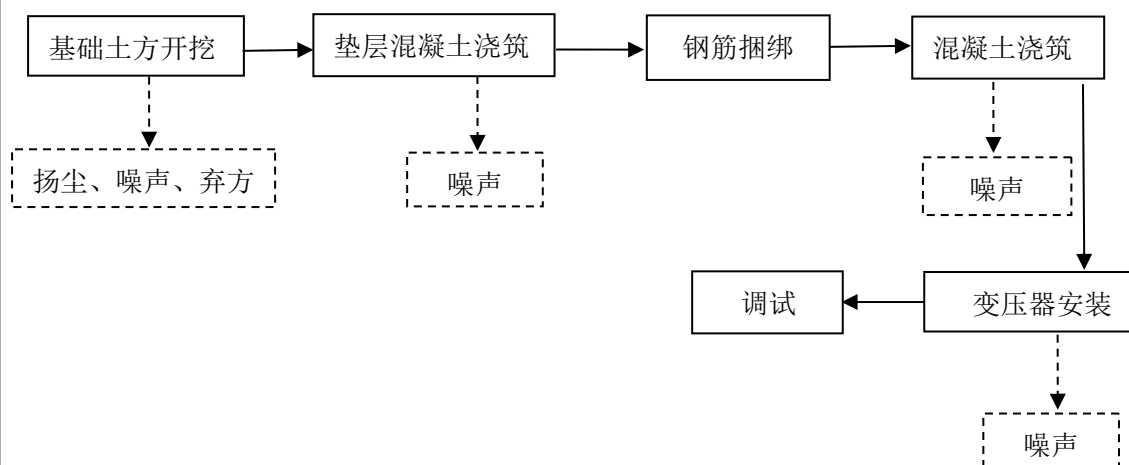 基础土方开挖
垫层混凝土浇筑
钢筋捆绑
混凝土浇筑
扬尘、噪声、弃方
噪声
噪声
调试
变压器安装
噪声